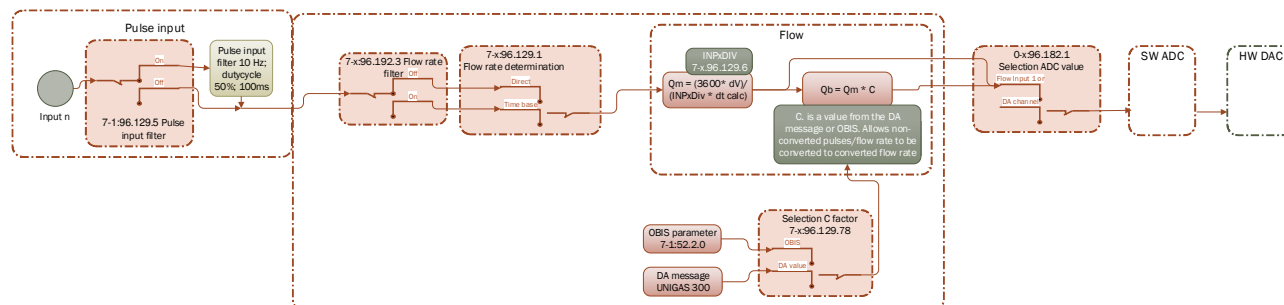 Pulse input
Input n
On
Off
7-1:96.129.5 Pulse
input filter
Pulse input
filter 10 Hz;
dutycycle
50%; 100ms
7-x:96.192.3 Flow rate
filter
Off
On
7-x:96.129.1
Flow rate determination
Direct
Time base
Flow
INPxDIV
7-x.96.129.6
Qm = (3600* dV)/
(INPxDiv * dt calc)
Qb = Qm * C
C. is a value from the DA
message or OBIS. Allows non-
converted pulses/flow rate to be
converted to converted flow rate
Selection C factor
7-x:96.129.78
OBIS parameter
7-1:52.2.0
OBIS
DA message
UNIGAS 300
DA value
0-x:96.182.1
Selection ADC value
Flow Input 1 or
DA channel
SW ADC
HW DAC